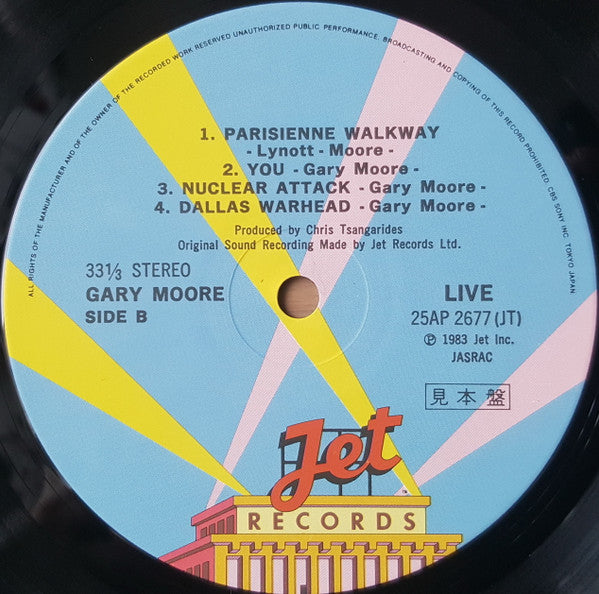 ALL RIGHTS OF THE MANUFACTURER AND OF THE OWNER OF THE RECORDED WORK RESERVED UNAUTHORIZED PUBLIC PERFORMANCE, BROADCASTING AND COPYING OF THIS RECORD PROHIBITED. CBS SONY INC. TOKYO JAPAN
1. PARISIENNE WALKWAY
- Lynott - Moore -
2. YOU - Gary Moore -
3. NUCLEAR ATTACK - Gary Moore -
4. DALLAS WARHEAD - Gary Moore -
Produced by Chris Tsangarides
Original Sound Recording Made by Jet Records Ltd.
33⅓ STEREO
GARY MOORE
SIDE B
LIVE
25AP 2677 (JT)
℗ 1983 Jet Inc.
JASRAC
見本盤
Jet
RECORDS